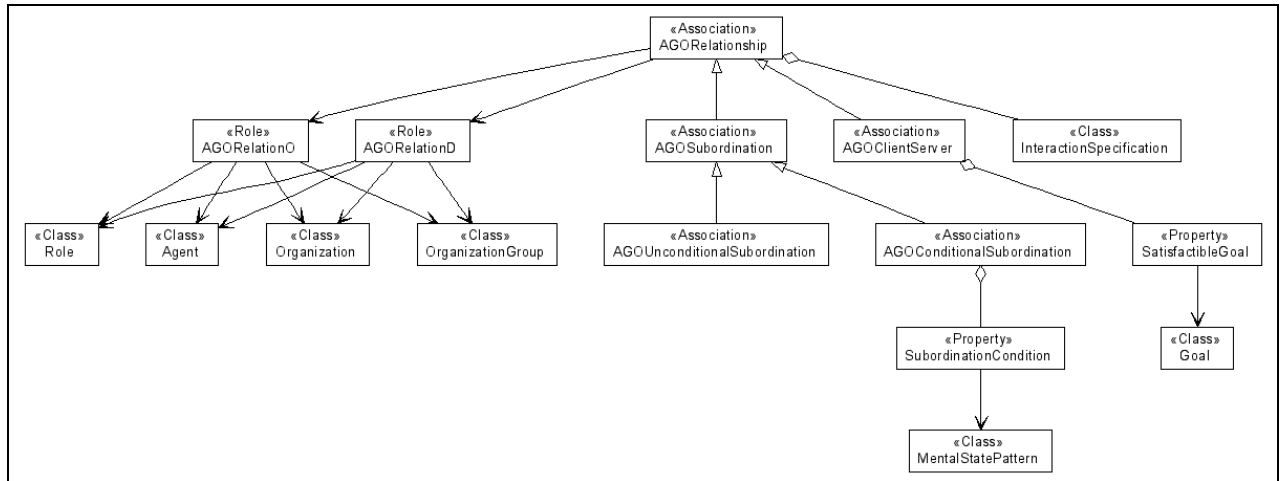 «Association»
AGORelationship
«Role»
AGORelationO
«Role»
AGORelationD
«Association»
AGOSubordination
«Association»
AGOClientServer
«Class»
InteractionSpecification
«Class»
Role
«Class»
Agent
«Class»
Organization
«Class»
OrganizationGroup
«Association»
AGOUnconditionalSubordination
«Association»
AGOConditionalSubordination
«Property»
SatisfactibleGoal
«Property»
SubordinationCondition
«Class»
Goal
«Class»
MentalStatePattern